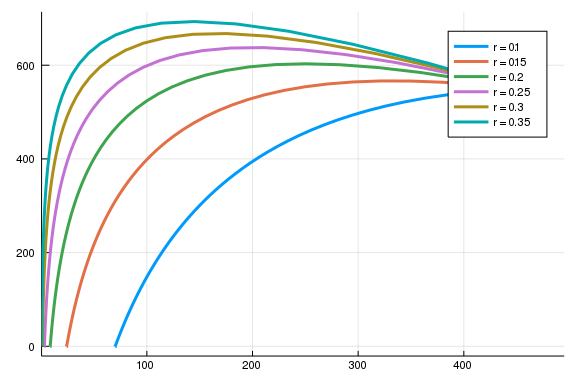 600
400
200
0
100
200
300
400
r = 0.1
r = 0.15
r = 0.2
r = 0.25
r = 0.3
r = 0.35